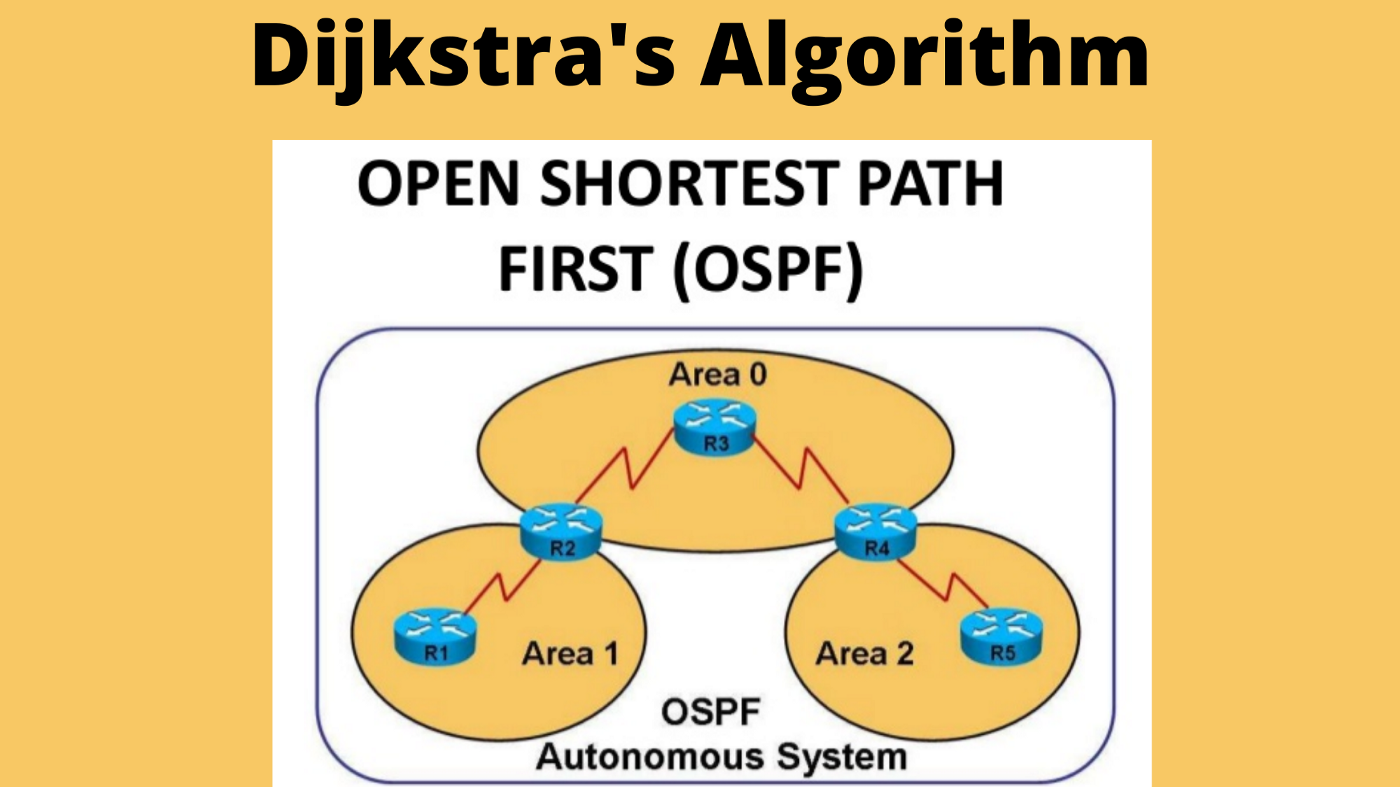 Dijkstra's Algorithm
OPEN SHORTEST PATH
FIRST (OSPF)
Area 0
R3
R2
R4
R1
Area 1
Area 2
R5
OSPF
Autonomous System